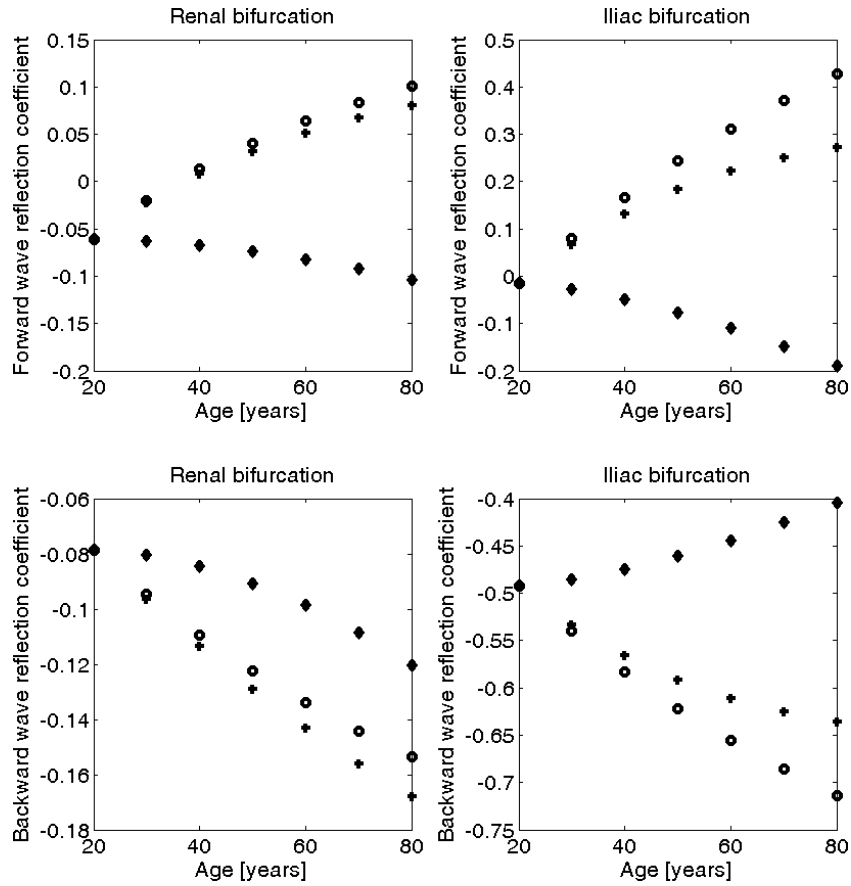 Renal bifurcation
Forward wave reflection coefficient
0.15
0.1
0.05
0
-0.05
-0.1
-0.15
-0.2
20 40 60 80
Age [years]
Iliac bifurcation
Forward wave reflection coefficient
0.5
0.4
0.3
0.2
0.1
0
-0.1
-0.2
20 40 60 80
Age [years]
Renal bifurcation
Backward wave reflection coefficient
-0.06
-0.08
-0.1
-0.12
-0.14
-0.16
-0.18
20 40 60 80
Age [years]
Iliac bifurcation
Backward wave reflection coefficient
-0.4
-0.45
-0.5
-0.55
-0.6
-0.65
-0.7
-0.75
20 40 60 80
Age [years]